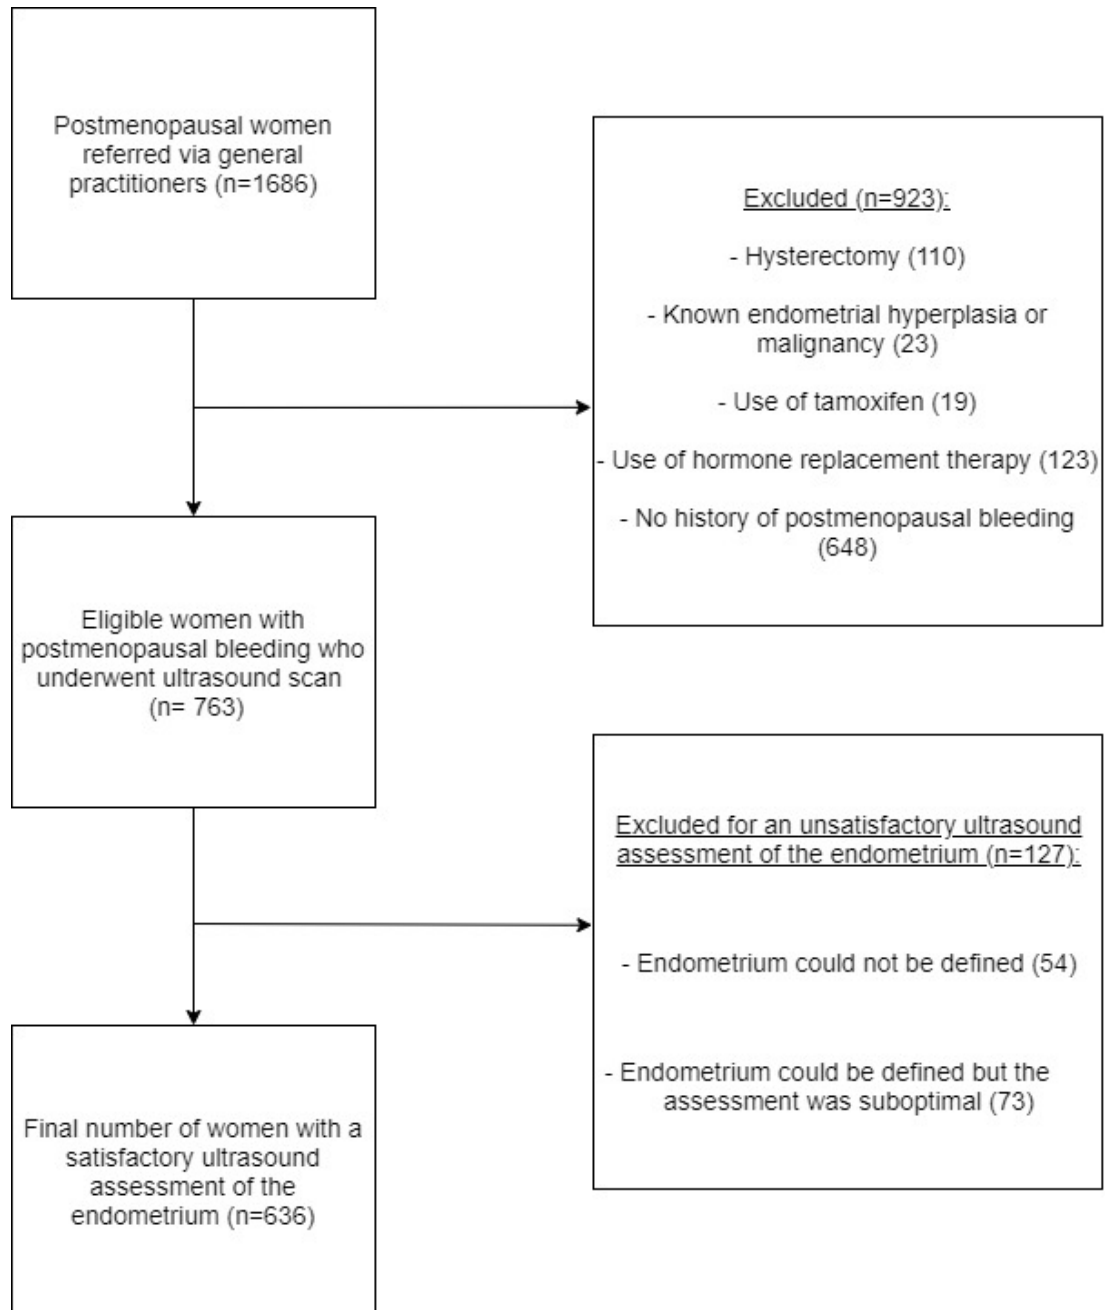 Postmenopausal women
referred via general
practitioners (n=1686)
Excluded (n=923):
- Hysterectomy (110)
- Known endometrial hyperplasia or
malignancy (23)
- Use of tamoxifen (19)
- Use of hormone replacement therapy (123)
- No history of postmenopausal bleeding
(648)
Eligible women with
postmenopausal bleeding who
underwent ultrasound scan
(n= 763)
Excluded for an unsatisfactory ultrasound
assessment of the endometrium (n=127):
- Endometrium could not be defined (54)
- Endometrium could be defined but the
assessment was suboptimal (73)
Final number of women with a
satisfactory ultrasound
assessment of the
endometrium (n=636)